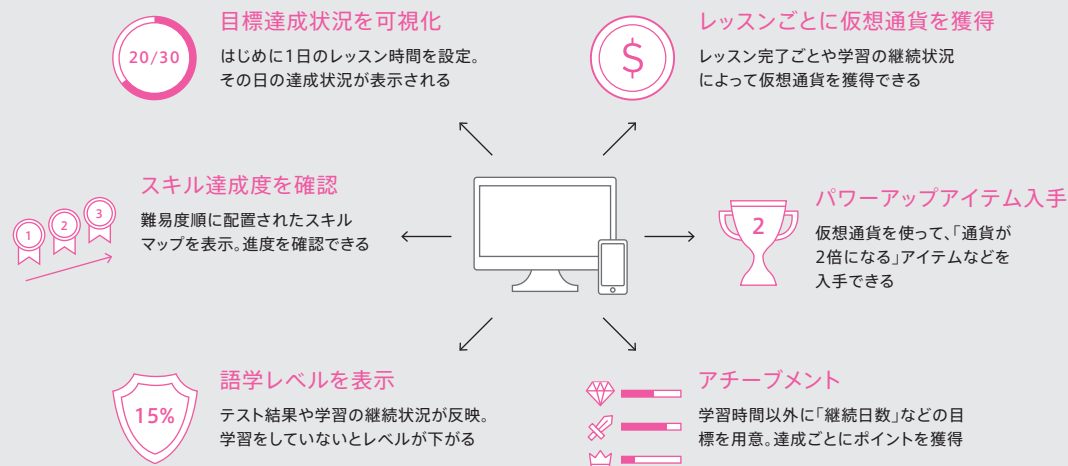 20/30
目標達成状況を可視化
はじめに1日のレッスン時間を設定。
その日の達成状況が表示される
$
レッスンごとに仮想通貨を獲得
レッスン完了ごとや学習の継続状況
によって仮想通貨を獲得できる
1
2
3
スキル達成度を確認
難易度順に配置されたスキル
マップを表示。進度を確認できる
2
パワーアップアイテム入手
仮想通貨を使って、「通貨が
2倍になる」アイテムなどを
入手できる
15%
語学レベルを表示
テスト結果や学習の継続状況が反映。
学習をしていないとレベルが下がる
アチーブメント
学習時間以外に「継続日数」などの目
標を用意。達成ごとにポイントを獲得